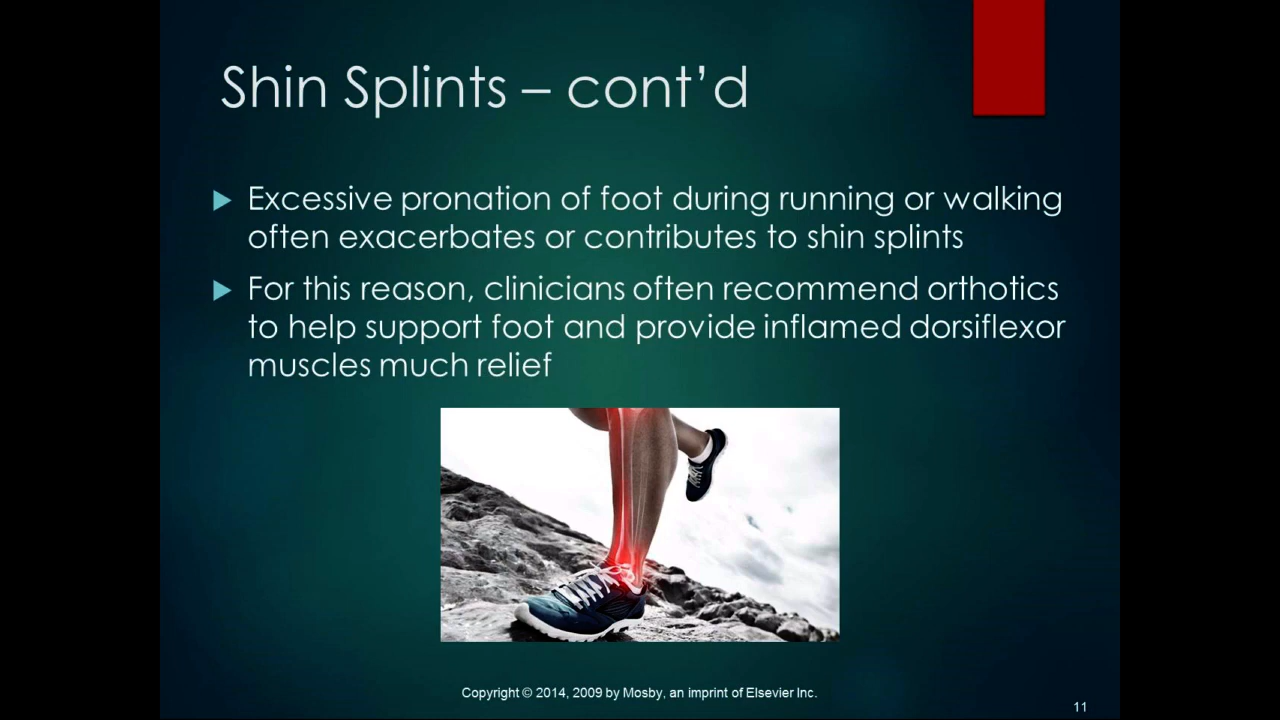 Shin Splints – cont’d
Excessive pronation of foot during running or walking
often exacerbates or contributes to shin splints
For this reason, clinicians often recommend orthotics
to help support foot and provide inflamed dorsiflexor
muscles much relief
Copyright © 2014, 2009 by Mosby, an imprint of Elsevier Inc.
11